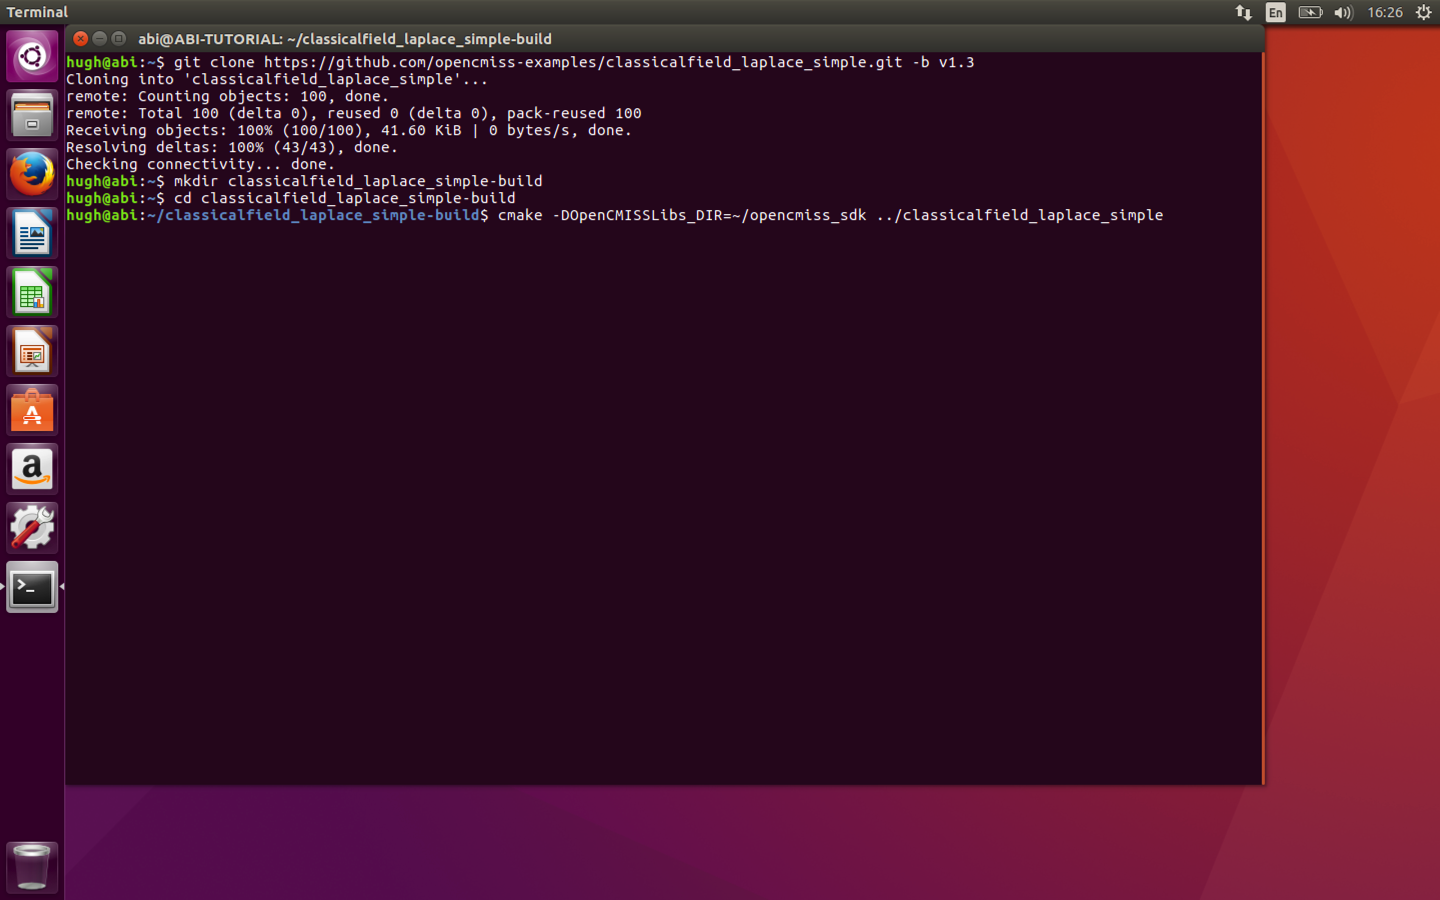 Terminal
En
16:26
abi@ABI-TUTORIAL: ~/classicalfield_laplace_simple-build
hugh@abi:~$ git clone https://github.com/opencmiss-examples/classicalfield_laplace_simple.git -b v1.3
Cloning into 'classicalfield_laplace_simple'...
remote: Counting objects: 100, done.
remote: Total 100 (delta 0), reused 0 (delta 0), pack-reused 100
Receiving objects: 100% (100/100), 41.60 KiB | 0 bytes/s, done.
Resolving deltas: 100% (43/43), done.
Checking connectivity... done.
hugh@abi:~$ mkdir classicalfield_laplace_simple-build
hugh@abi:~$ cd classicalfield_laplace_simple-build
hugh@abi:~/classicalfield_laplace_simple-build$ cmake -DOpenCMISSLibs_DIR=~/opencmiss_sdk ../classicalfield_laplace_simple